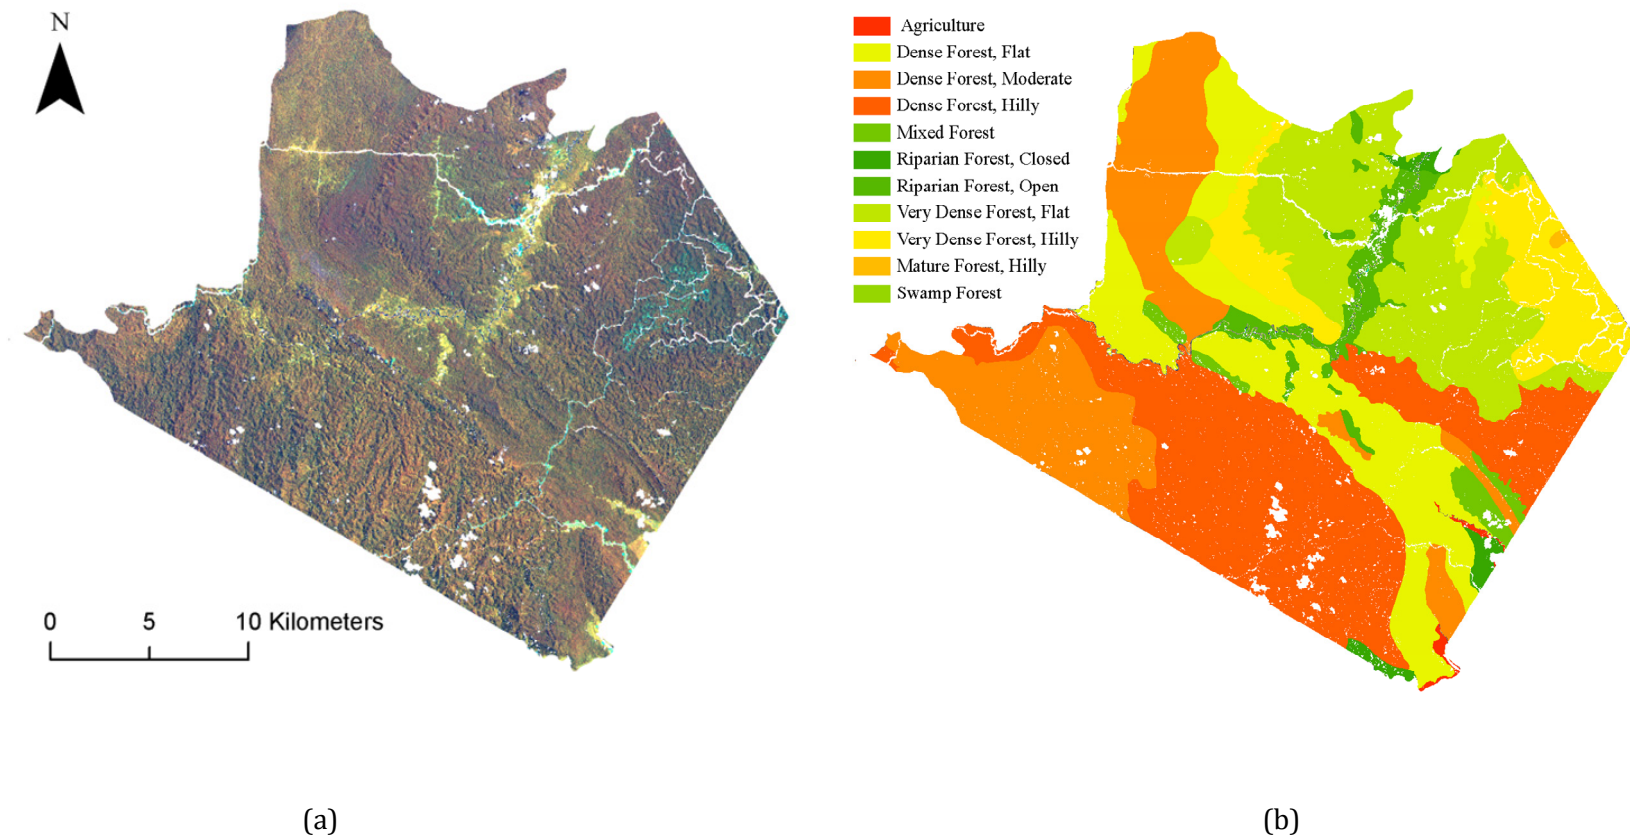 N
0 5 10 Kilometers
(a)
Agriculture
Dense Forest, Flat
Dense Forest, Moderate
Dense Forest, Hilly
Mixed Forest
Riparian Forest, Closed
Riparian Forest, Open
Very Dense Forest, Flat
Very Dense Forest, Hilly
Mature Forest, Hilly
Swamp Forest
(b)